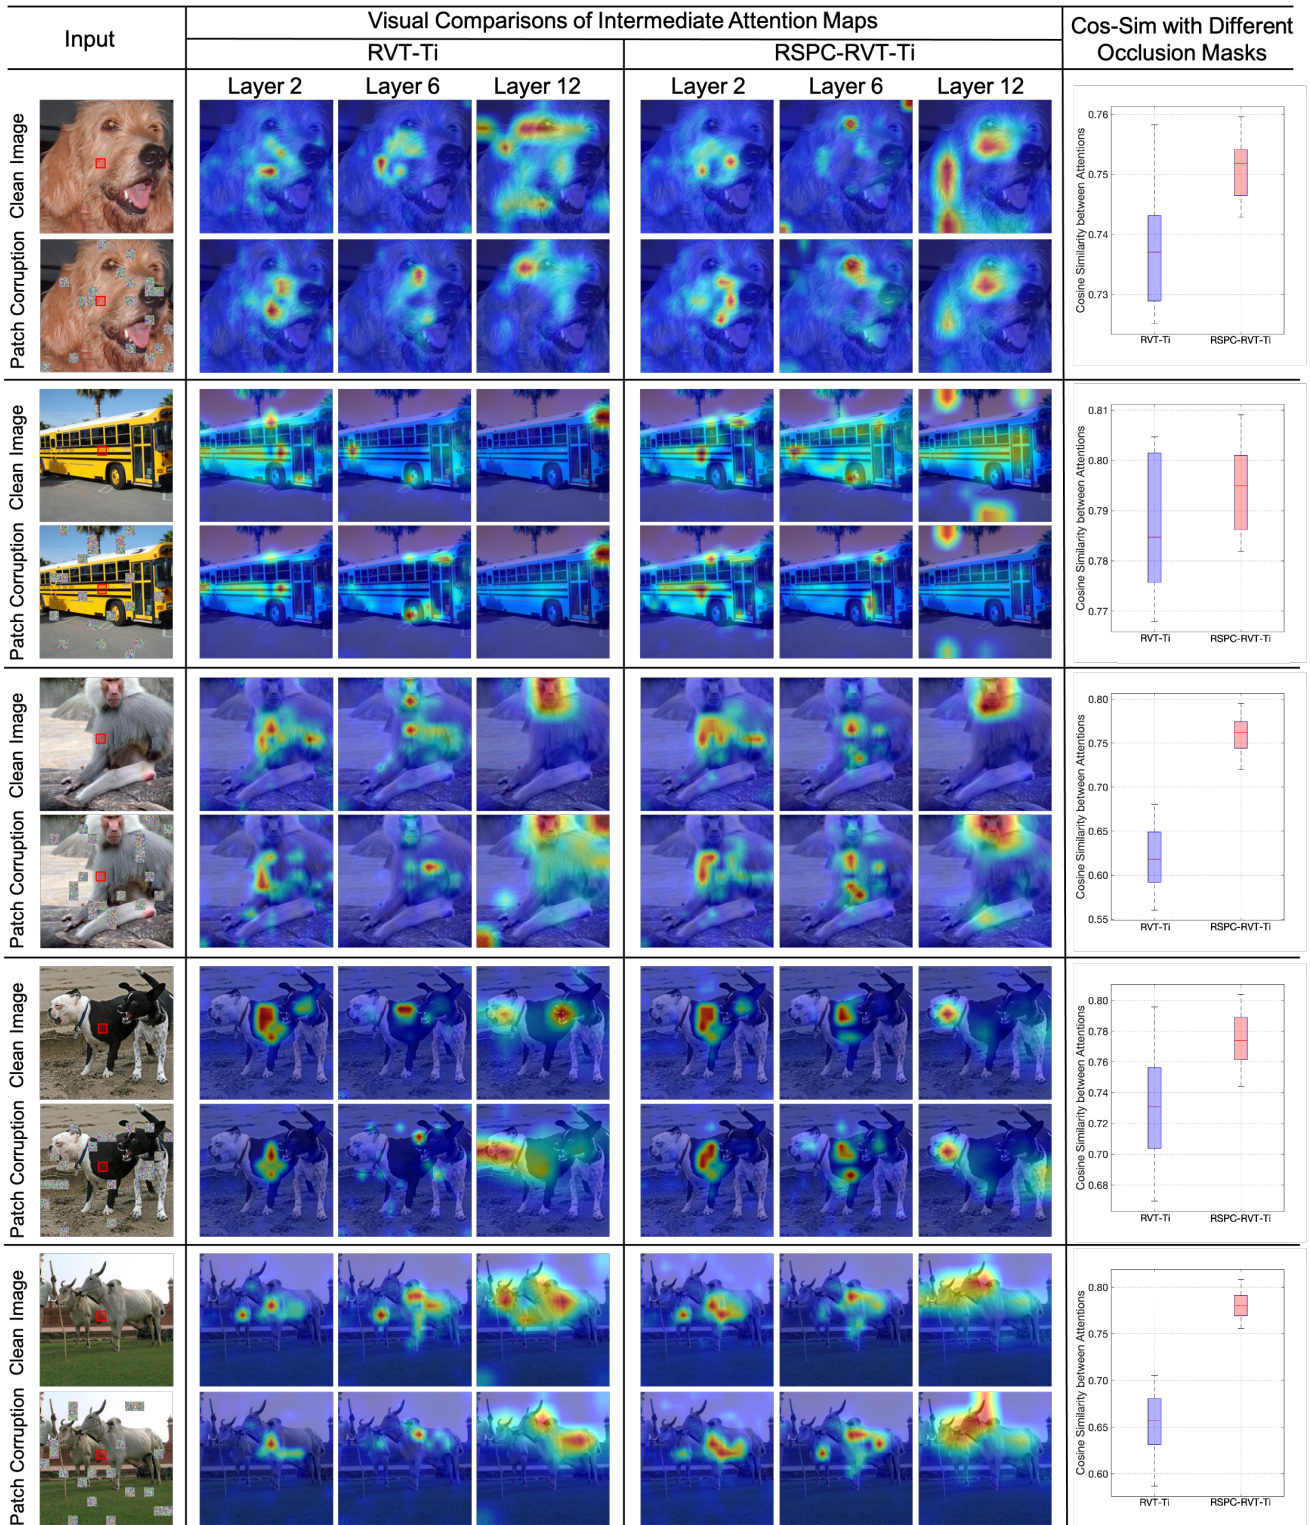 Input
Visual Comparisons of Intermediate Attention Maps
Cos-Sim with Different
Occlusion Masks
RVT-Ti
RSPC-RVT-Ti
Layer 2
Layer 6
Layer 12
Layer 2
Layer 6
Layer 12
Clean Image
Patch Corruption
Cosine Similarity between Attentions
0.76
0.75
0.74
0.73
RVT-Ti
RSPC-RVT-Ti
Clean Image
Patch Corruption
Cosine Similarity between Attentions
0.81
0.80
0.79
0.78
0.77
RVT-Ti
RSPC-RVT-Ti
Clean Image
Patch Corruption
Cosine Similarity between Attentions
0.80
0.75
0.70
0.65
0.60
0.55
RVT-Ti
RSPC-RVT-Ti
Clean Image
Patch Corruption
Cosine Similarity between Attentions
0.80
0.78
0.76
0.74
0.72
0.70
0.68
RVT-Ti
RSPC-RVT-Ti
Clean Image
Patch Corruption
Cosine Similarity between Attentions
0.80
0.75
0.70
0.65
0.60
RVT-Ti
RSPC-RVT-Ti